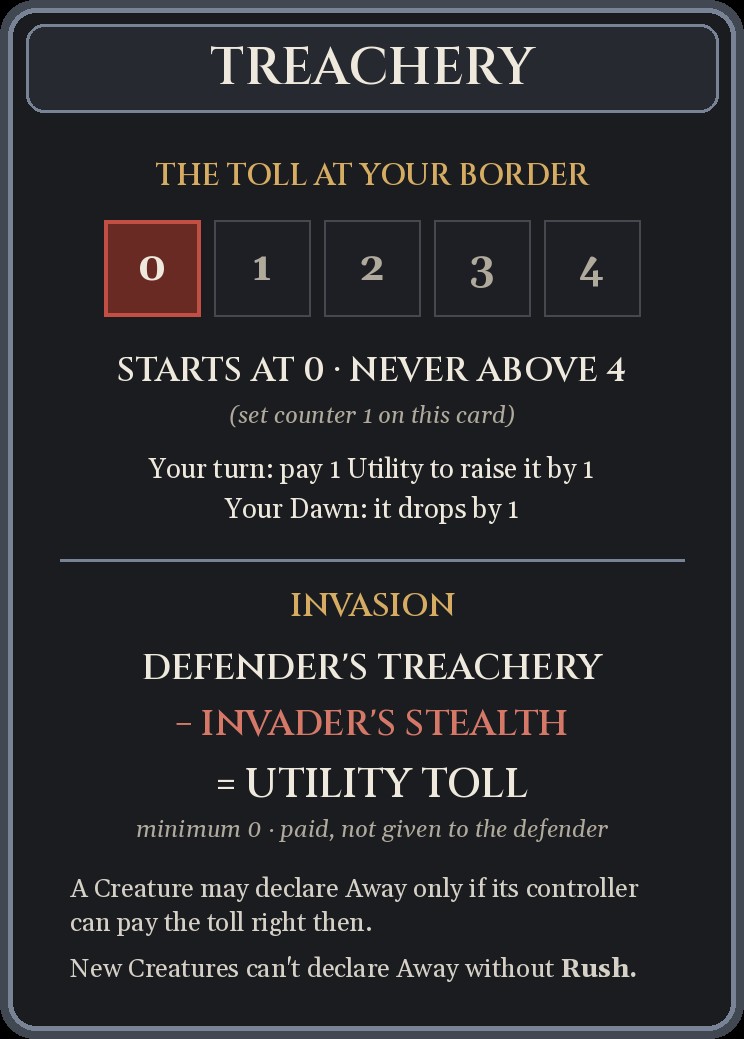 TREACHERY
THE TOLL AT YOUR BORDER
0 1 2 3 4
STARTS AT 0 · NEVER ABOVE 4
(set counter 1 on this card)
Your turn: pay 1 Utility to raise it by 1
Your Dawn: it drops by 1
INVASION
DEFENDER'S TREACHERY
– INVADER'S STEALTH
= UTILITY TOLL
minimum 0 · paid, not given to the defender
A Creature may declare Away only if its controller
can pay the toll right then.
New Creatures can't declare Away without Rush.